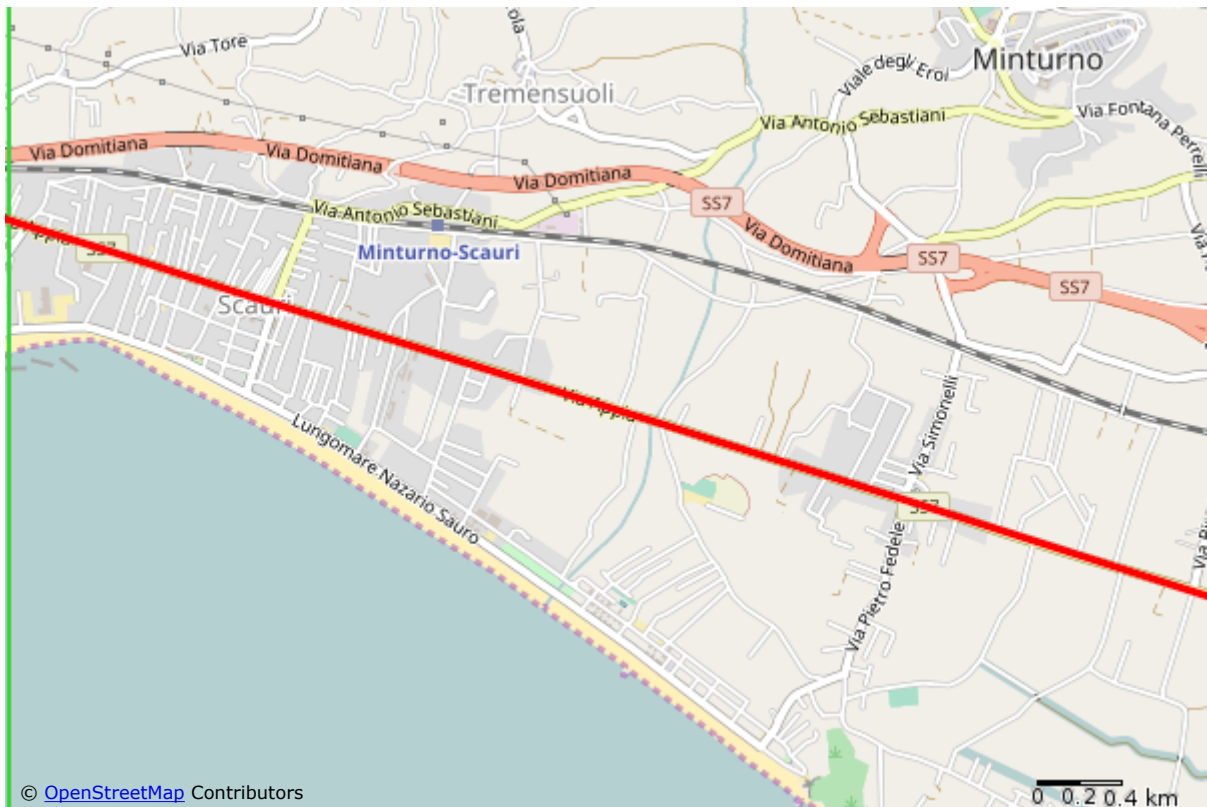 Via Tore
Tremensuoli
Viale degli Eroi
Minturno
Via Antonio Sebastiani
Via Fontana Perrelli
Via Domitiana
Via Domitiana
Via Domitiana
SS7
Via Antonio Sebastiani
Via Domitiana
SS7
SS7
Minturno-Scauri
Appia
SS7
Scauri
Via Appia
Via Simonelli
SS7
Lungomare Nazario Sauro
Via Pietro Fedele
© OpenStreetMap Contributors
0 0.2 0.4 km